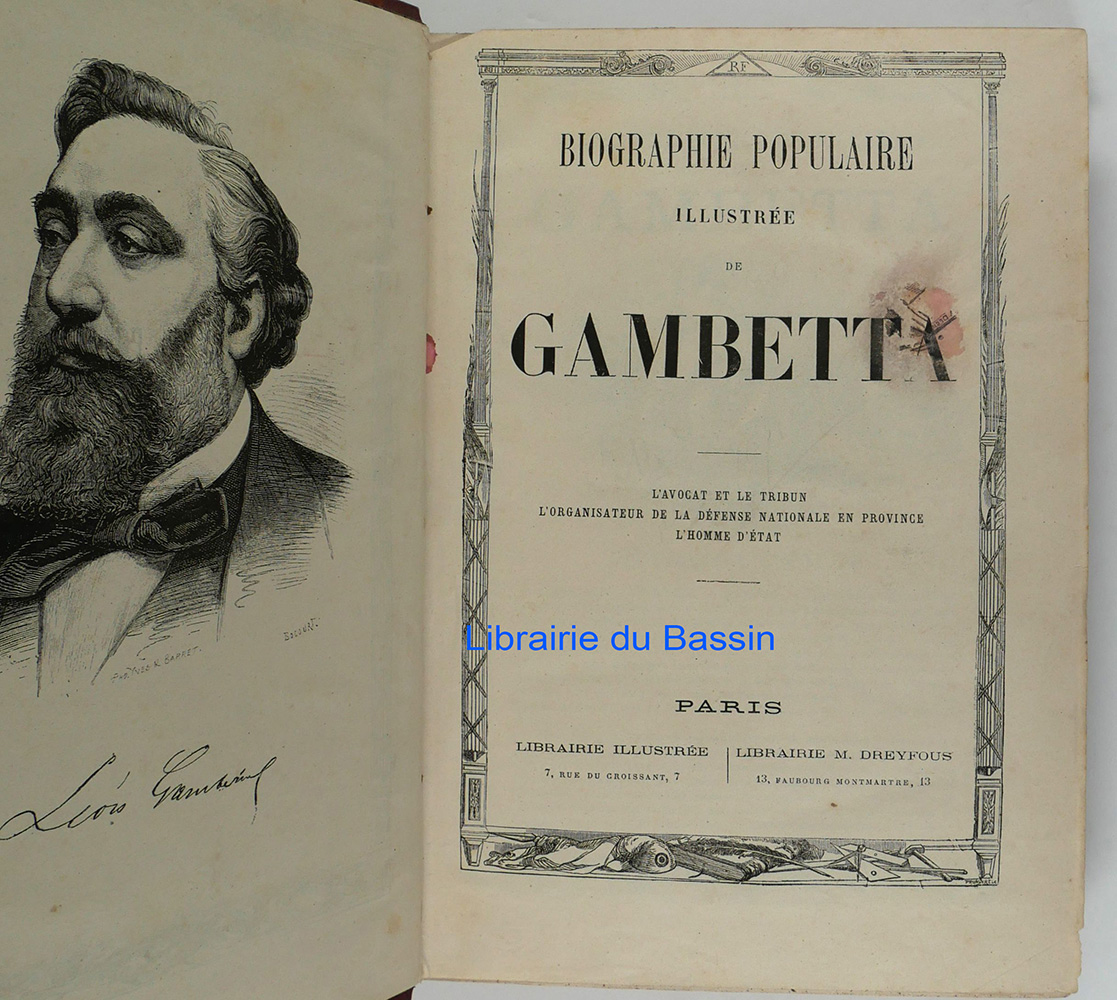 BOCOURT.
Léon Gambetta
RF
BIOGRAPHIE POPULAIRE
ILLUSTRÉE
DE
GAMBETTA
L'AVOCAT ET LE TRIBUN
L'ORGANISATEUR DE LA DÉFENSE NATIONALE EN PROVINCE
L'HOMME D'ÉTAT
Librairie du Bassin
PARIS
LIBRAIRIE ILLUSTRÉE
7, RUE DU CROISSANT, 7
LIBRAIRIE M. DREYFOUS
13, FAUBOURG MONTMARTRE, 13